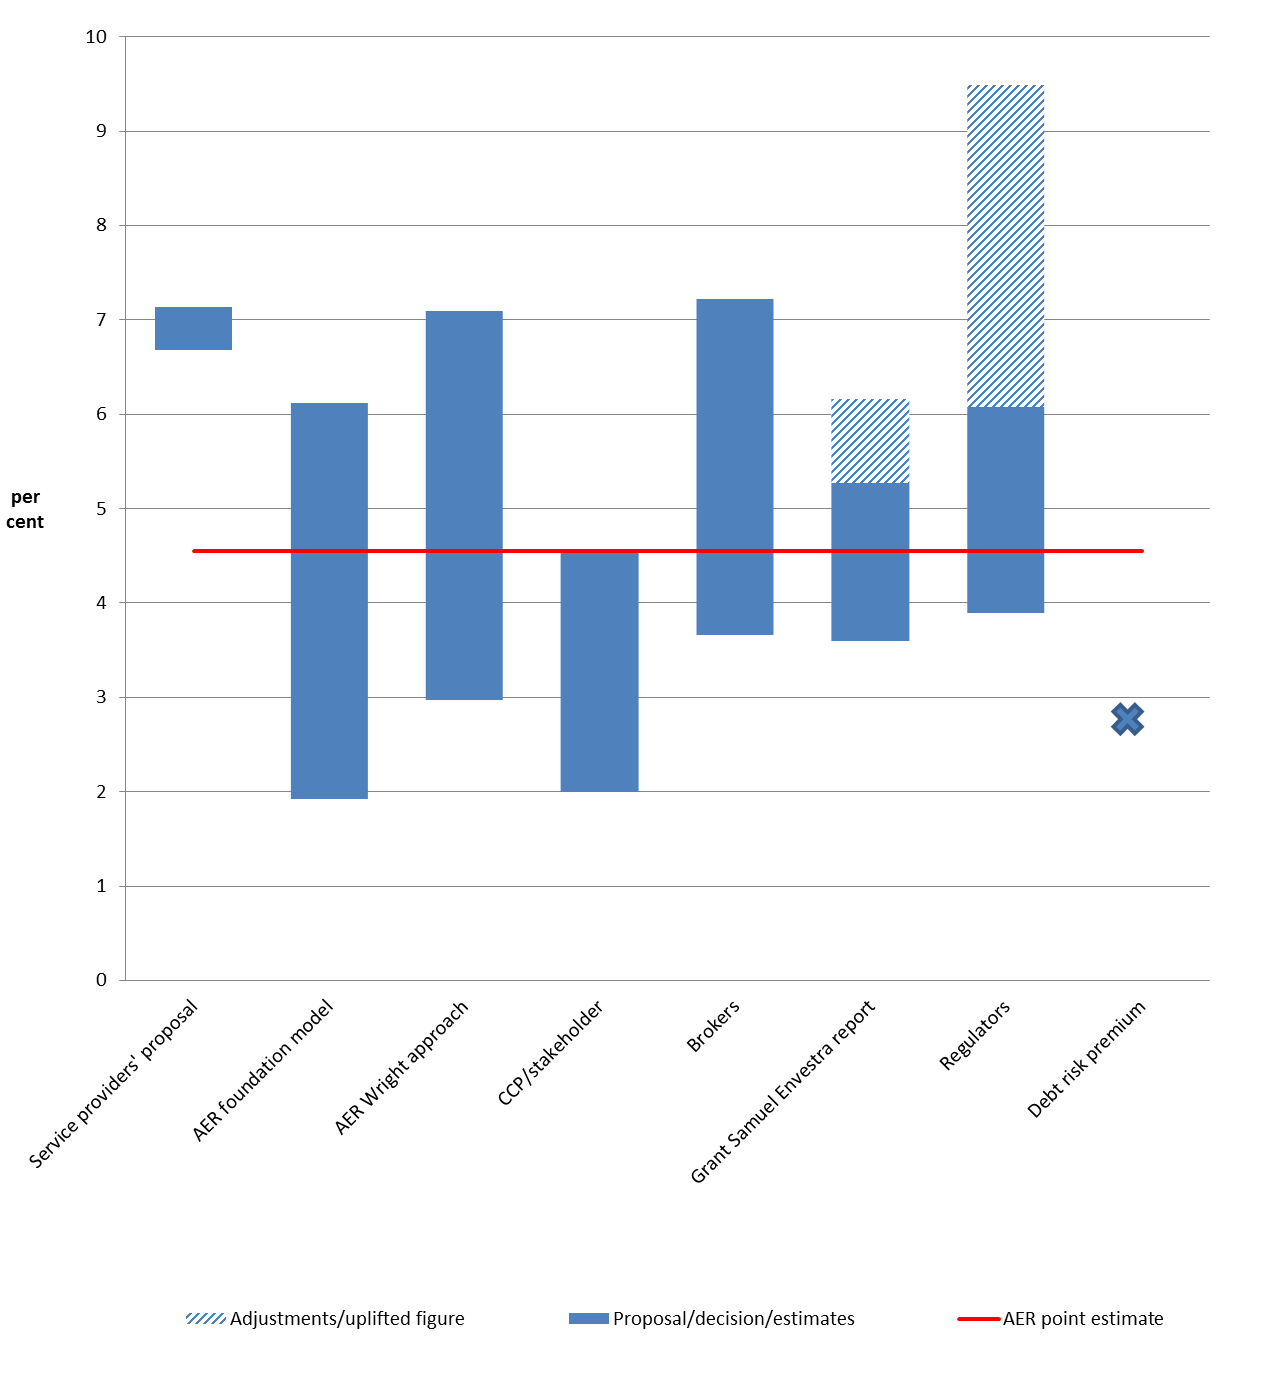 10
9
8
7
6
5
4
3
2
1
0
per
cent
Service providers' proposal
AER foundation model
AER Wright approach
CCP/stakeholder
Brokers
Grant Samuel Envestra report
Regulators
Debt risk premium
Adjustments/uplifted figure
Proposal/decision/estimates
AER point estimate